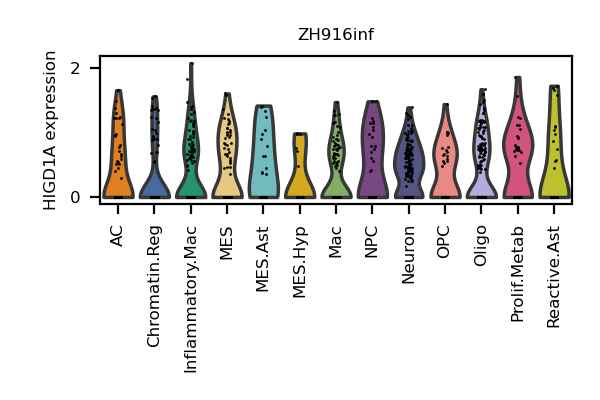 ZH916inf
HIGD1A expression
2
0
AC
Chromatin.Reg
Inflammatory.Mac
MES
MES.Ast
MES.Hyp
Mac
NPC
Neuron
OPC
Oligo
Prolif.Metab
Reactive.Ast